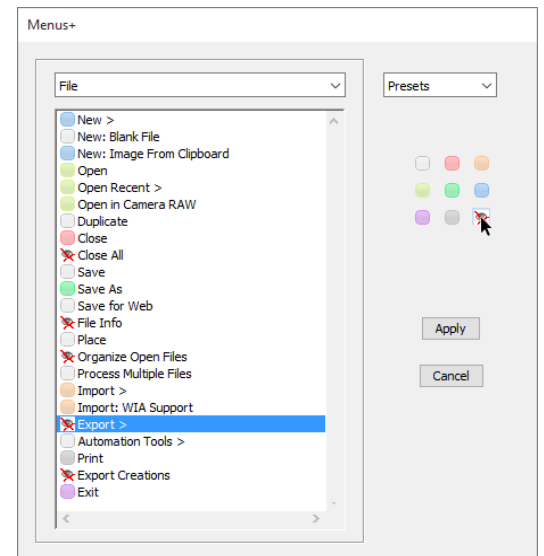 Menus+
File
Presets
New >
New: Blank File
New: Image From Clipboard
Open
Open Recent >
Open in Camera RAW
Duplicate
Close
Close All
Save
Save As
Save for Web
File Info
Place
Organize Open Files
Process Multiple Files
Import >
Import: WIA Support
Export >
Automation Tools >
Print
Export Creations
Exit
Apply
Cancel